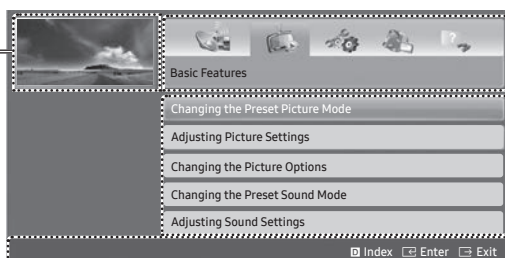 Basic Features
Changing the Preset Picture Mode
Adjusting Picture Settings
Changing the Picture Options
Changing the Preset Sound Mode
Adjusting Sound Settings
D Index Enter Exit